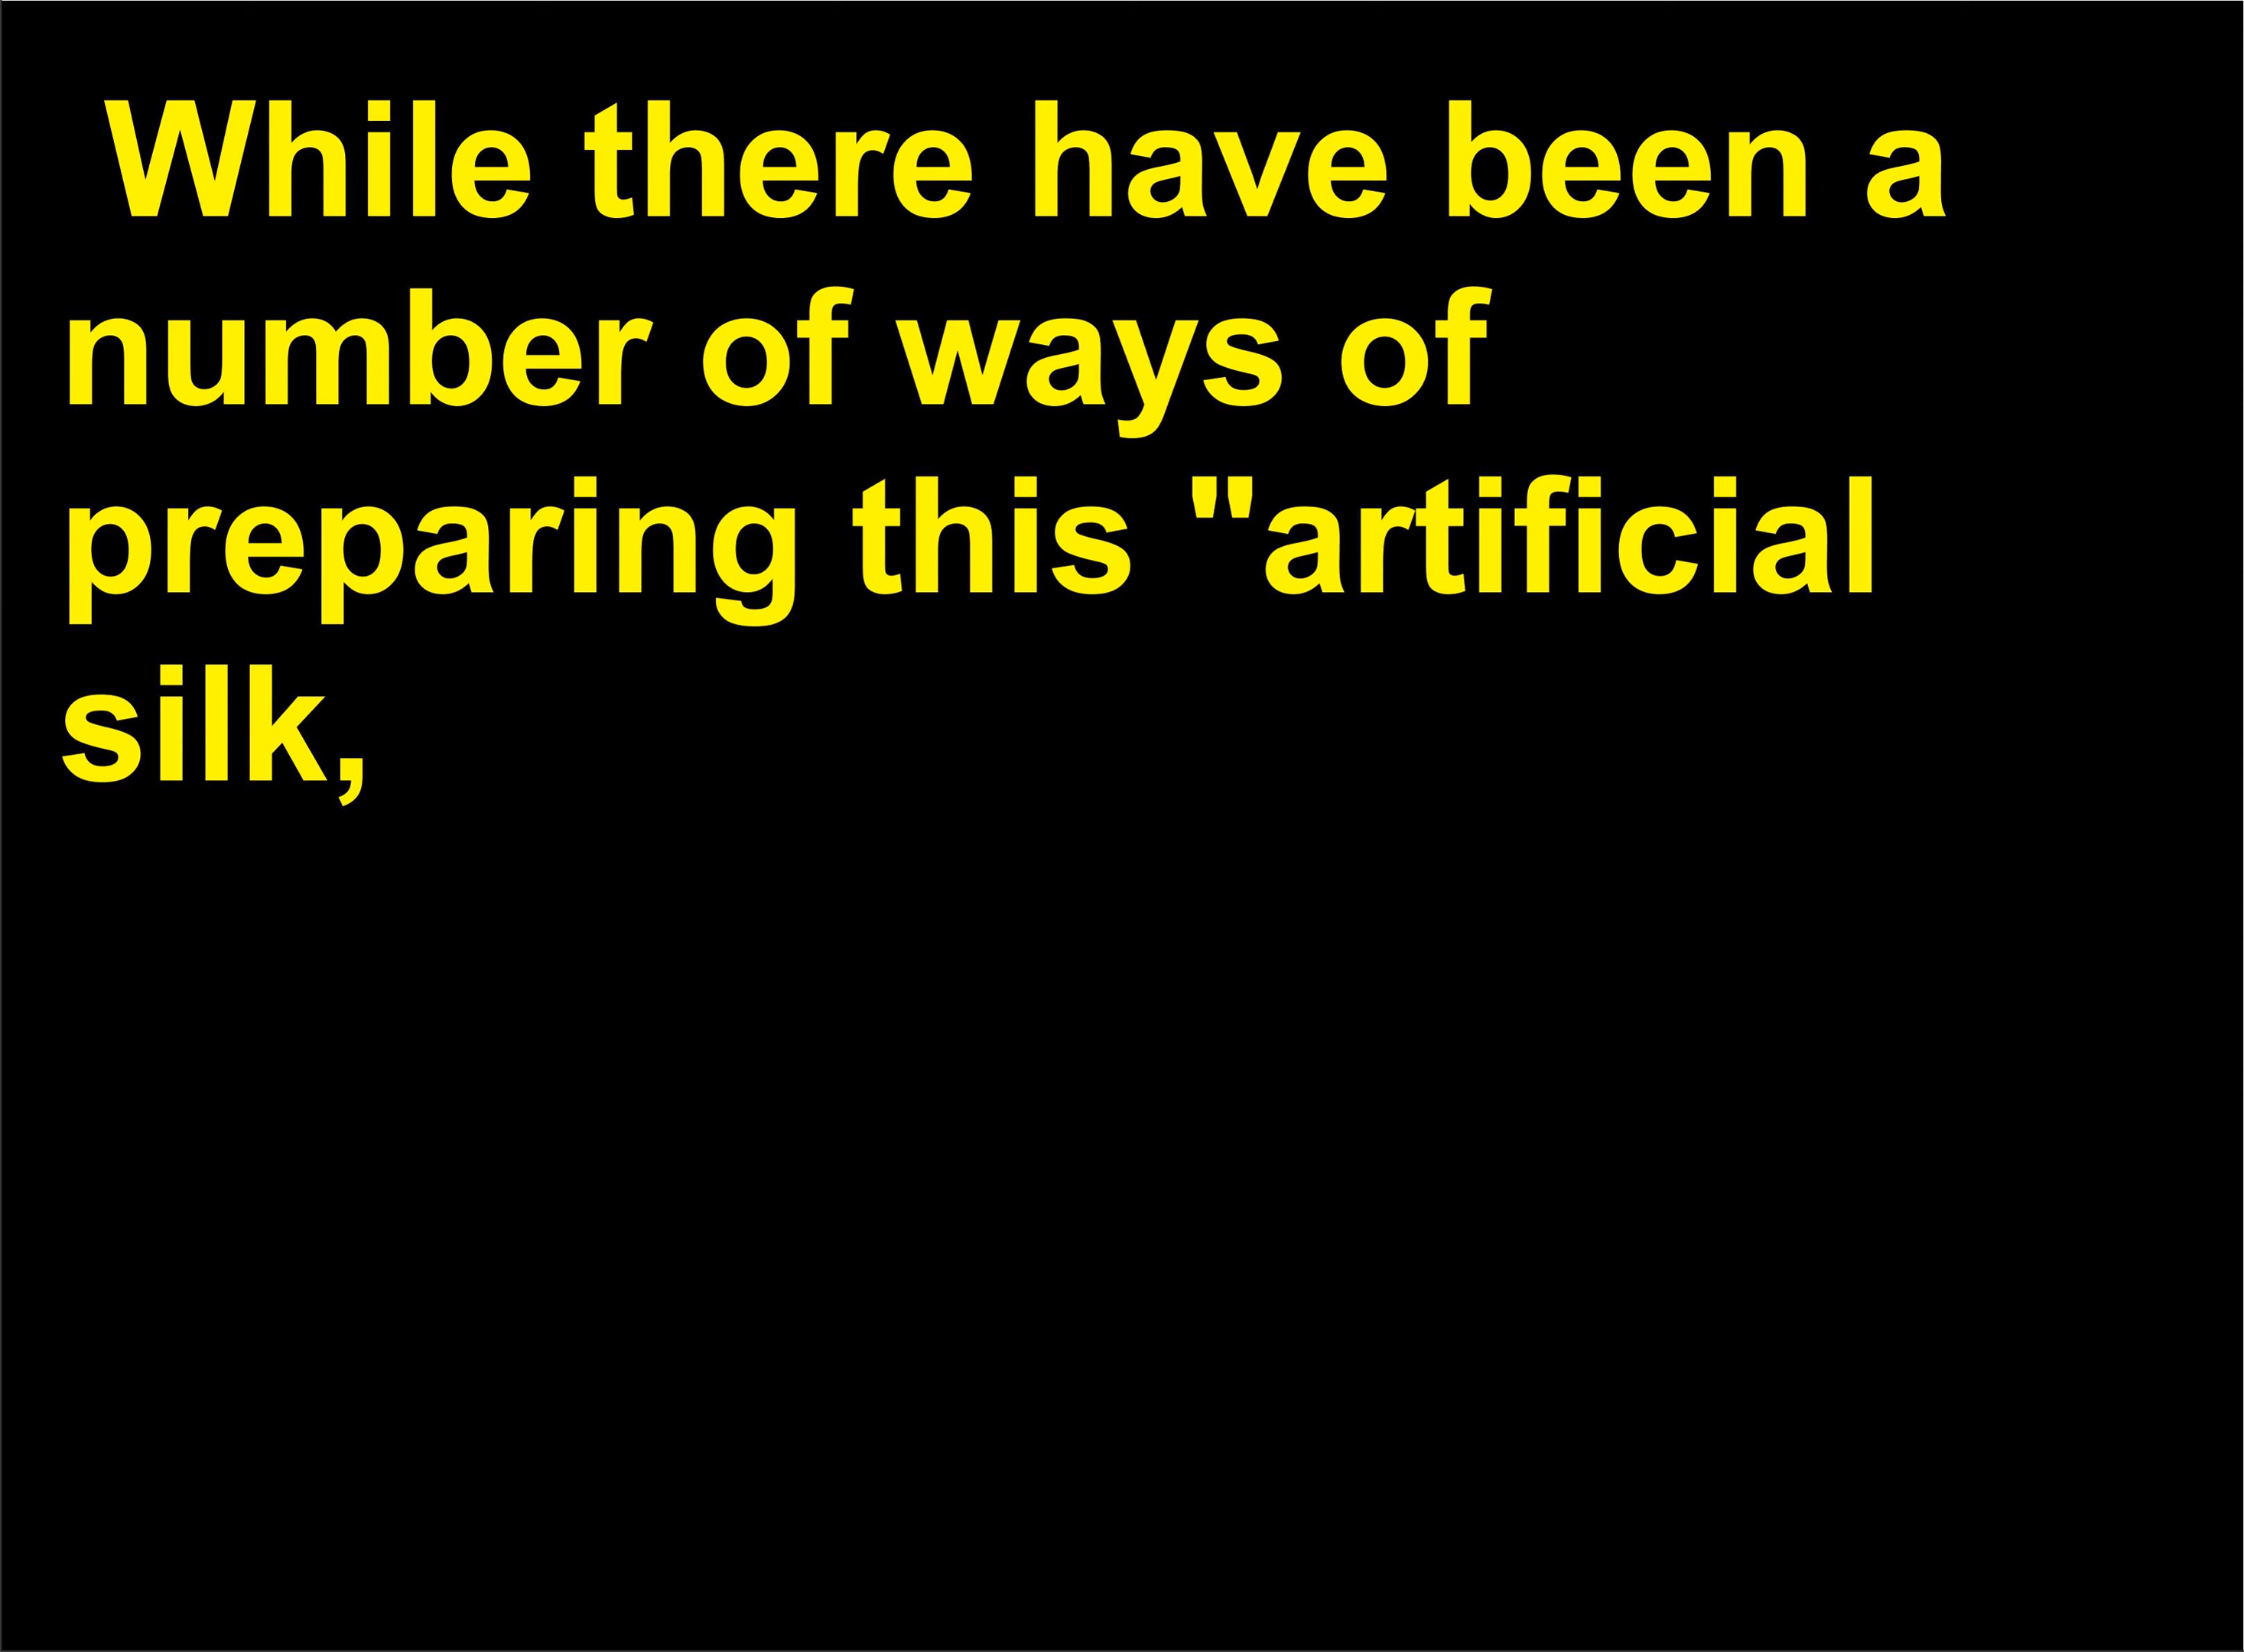 While there have been a
number of ways of
preparing this "artificial
silk,